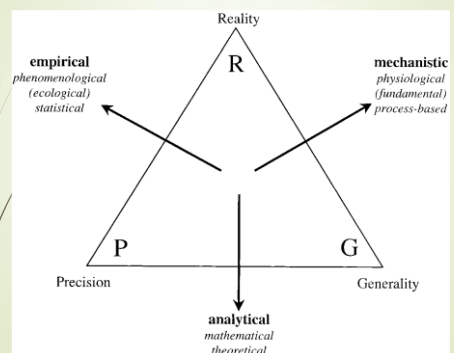 Reality
R
empirical
phenomenological
(ecological)
statistical
mechanistic
physiological
(fundamental)
process-based
P
G
Precision
Generality
analytical
mathematical
theoretical